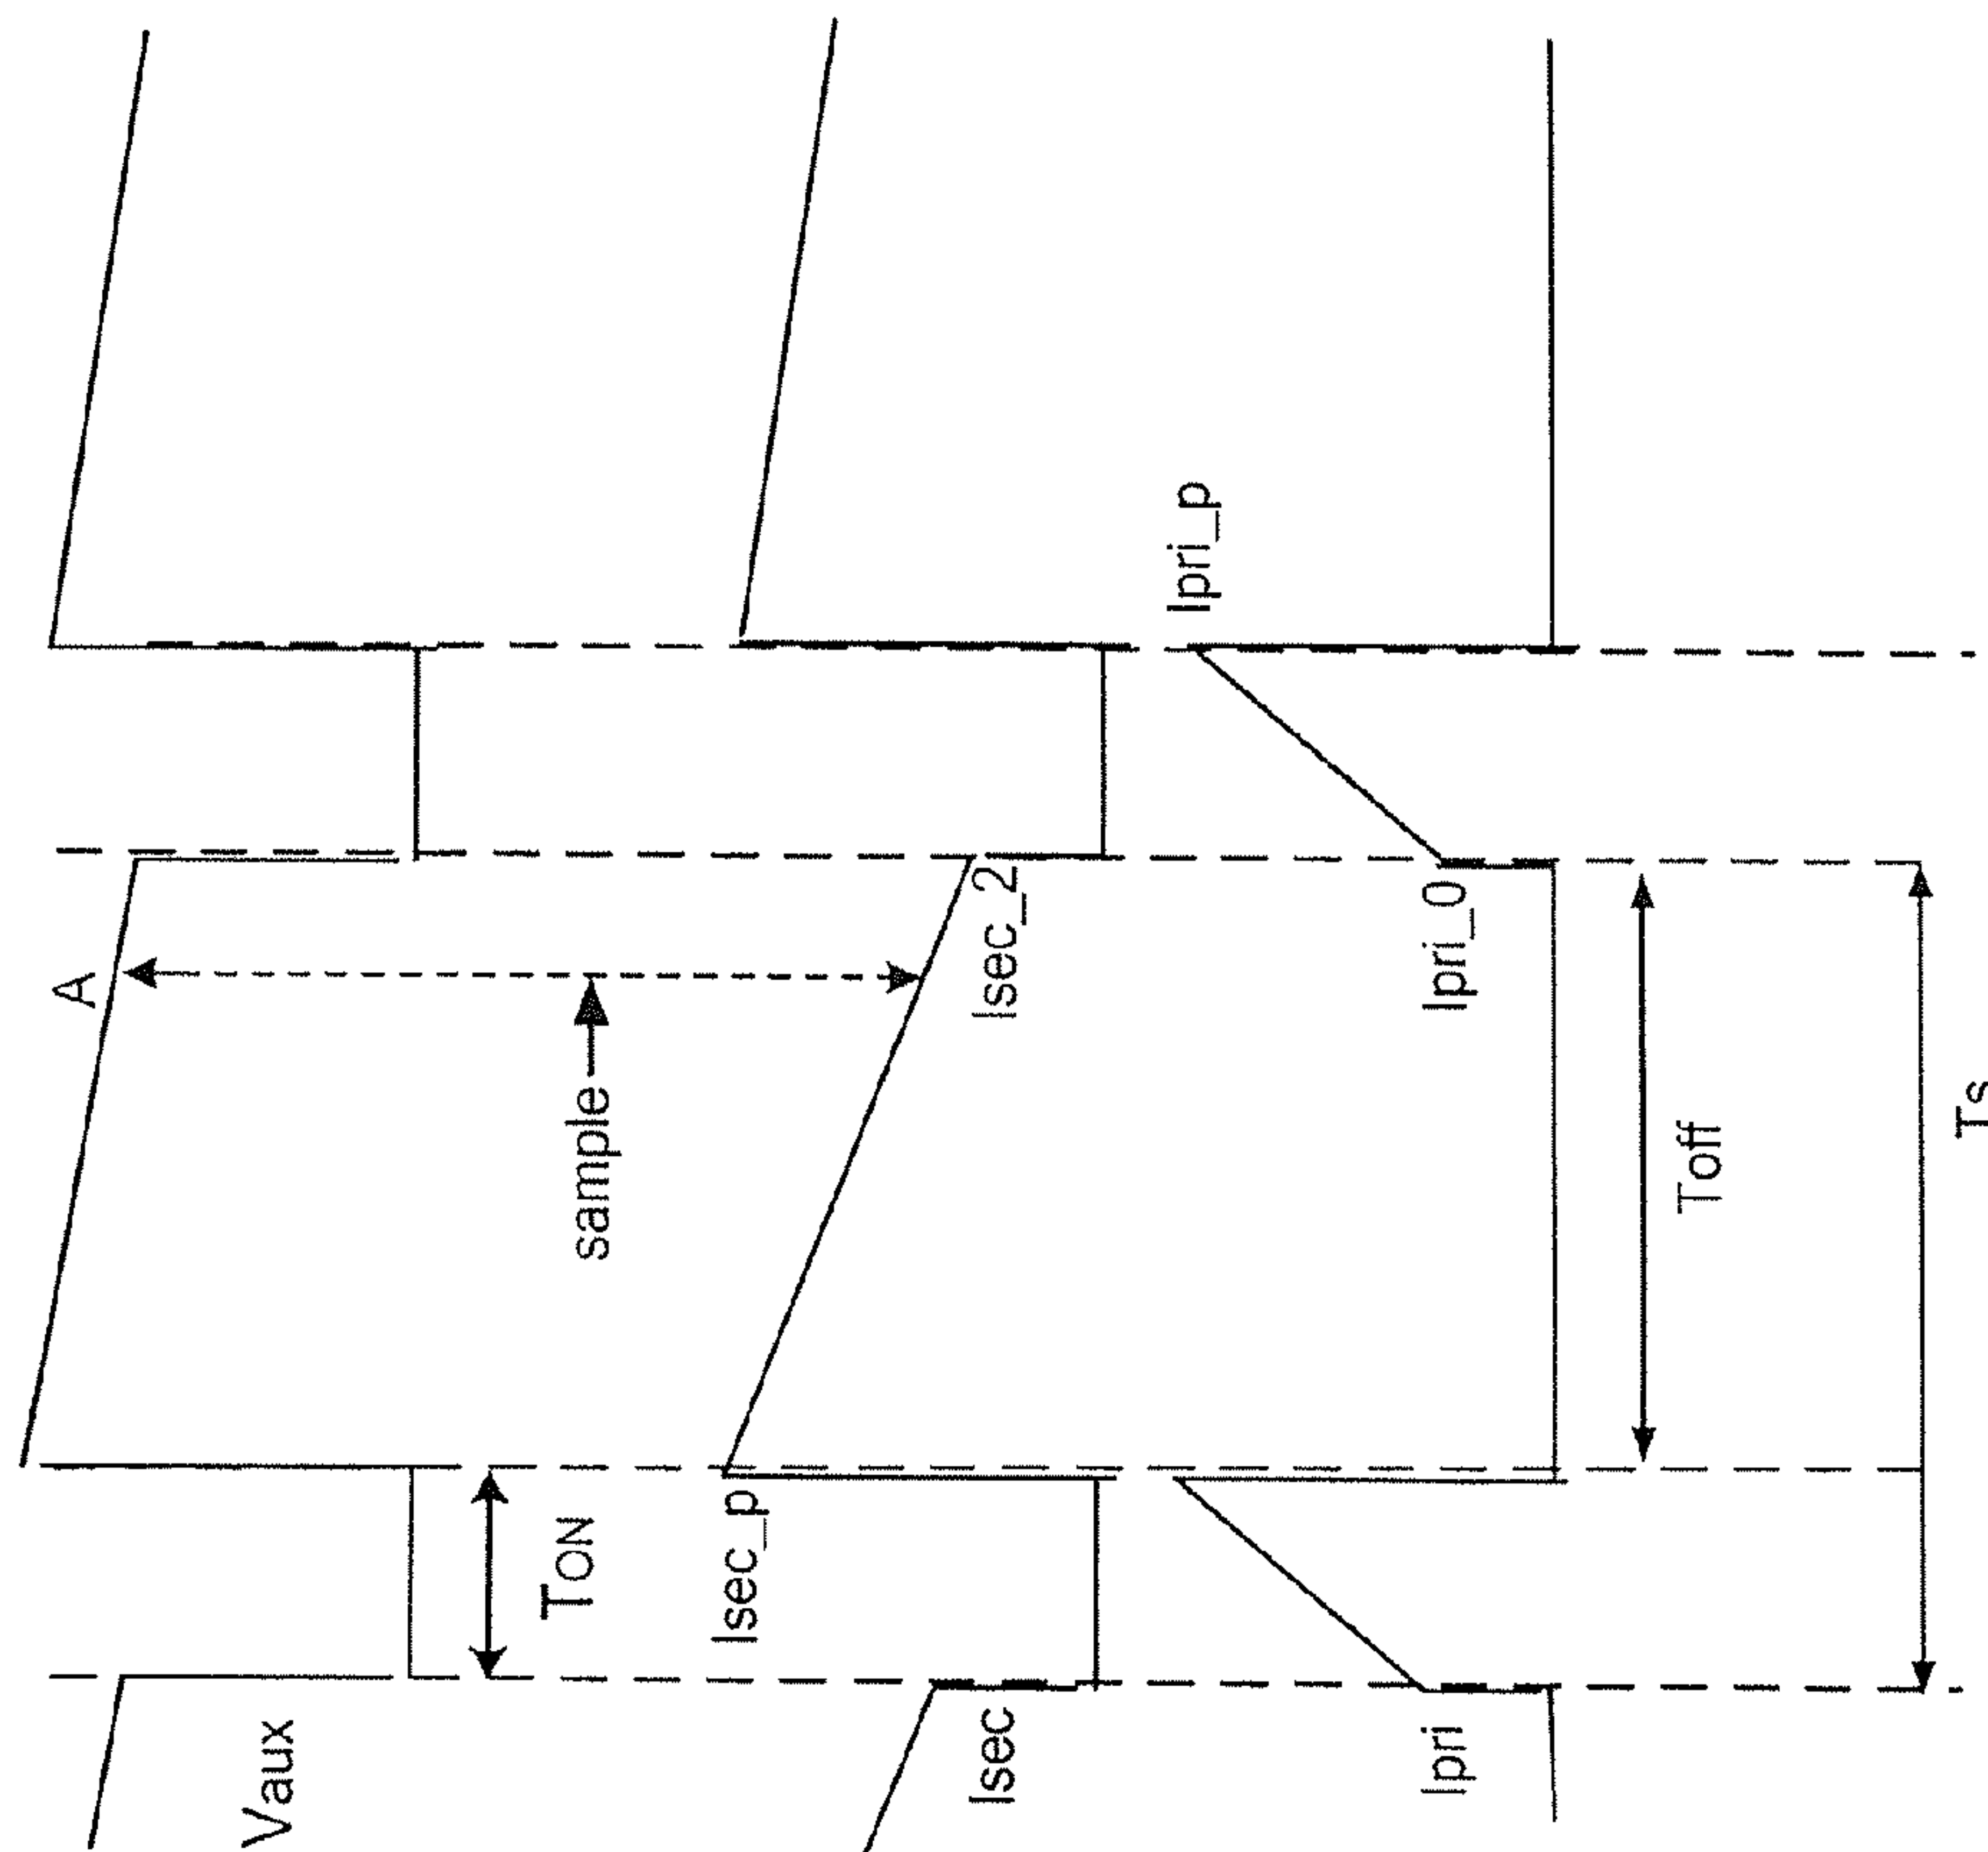 Vaux
A
sample
TON
Isec_p
Isec
Isec_2
Ipri_p
Ipri
Ipri_0
Toff
Ts